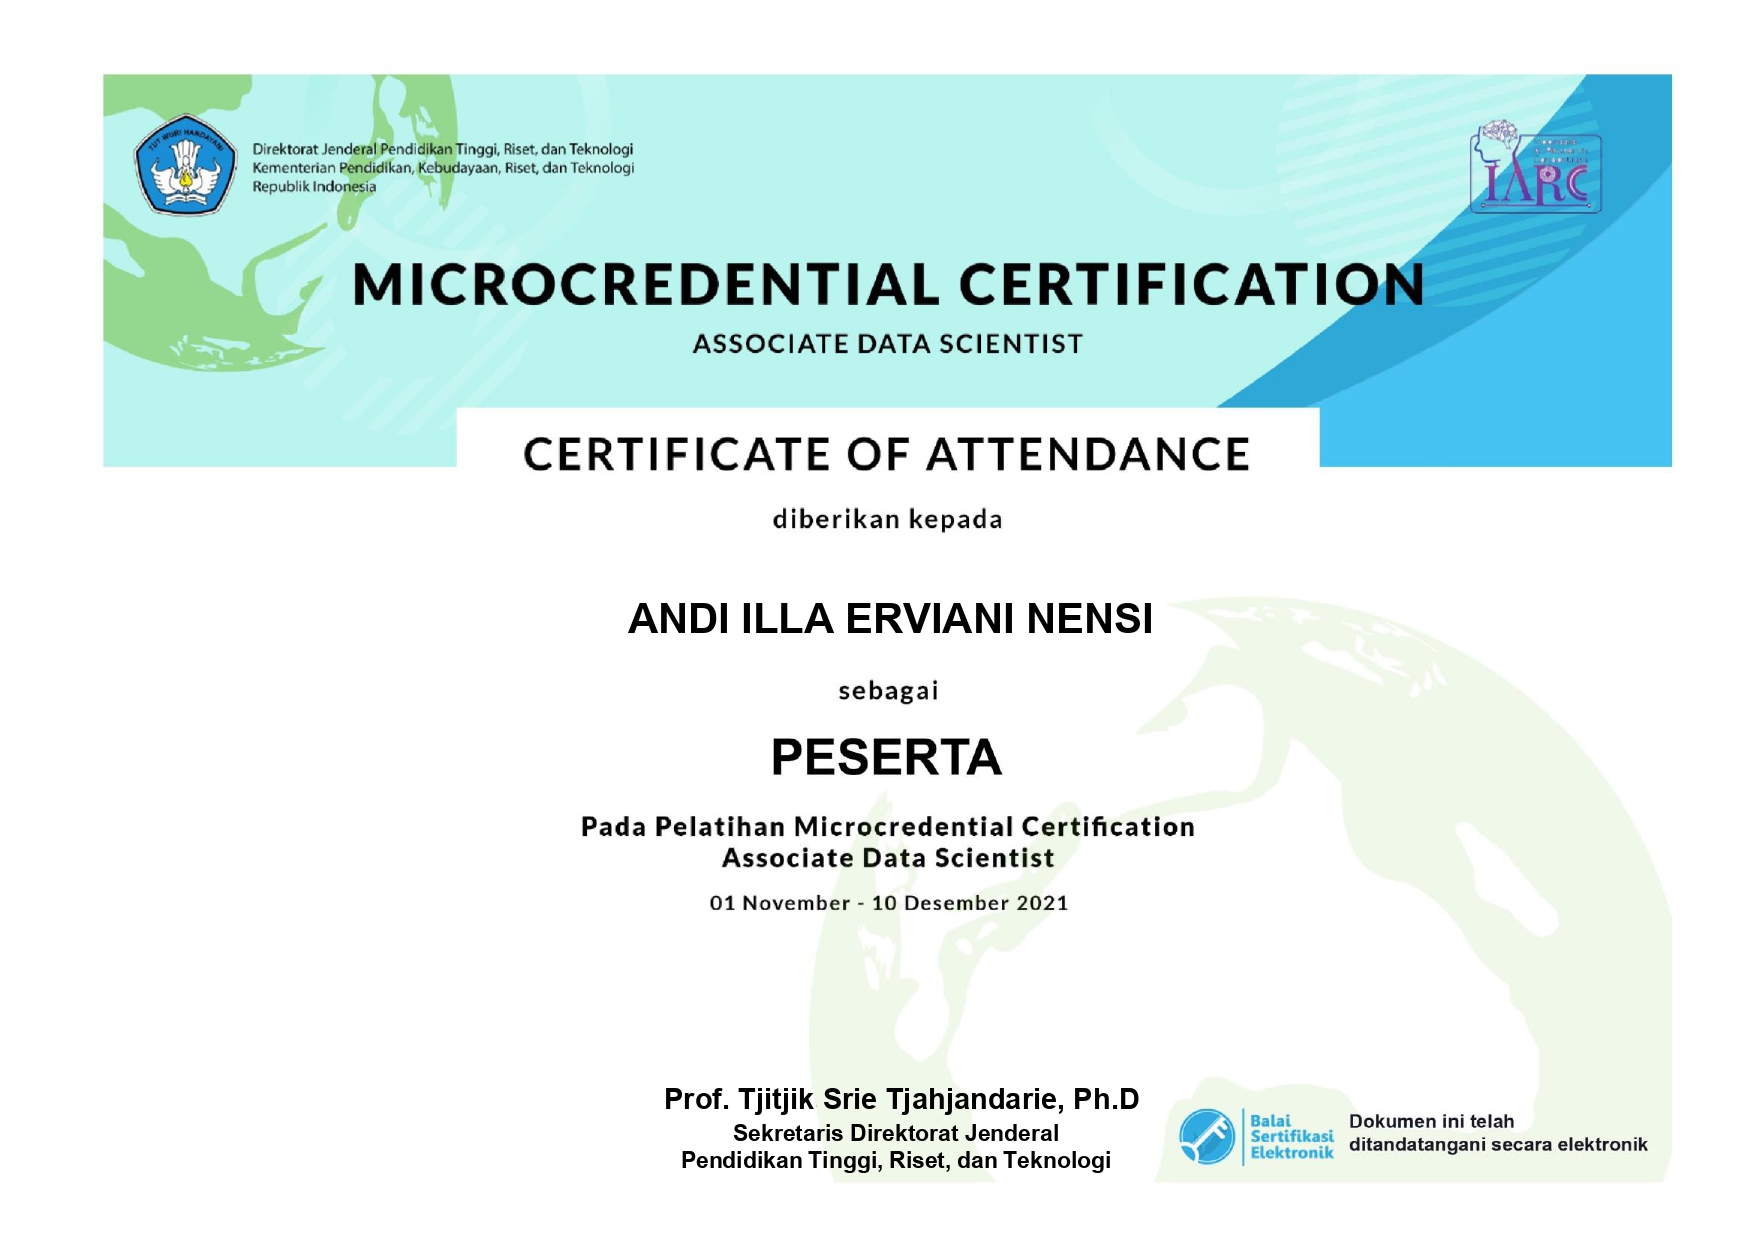 TUT WURI HANDAYANI
Direktorat Jenderal Pendidikan Tinggi, Riset, dan Teknologi
Kementerian Pendidikan, Kebudayaan, Riset, dan Teknologi
Republik Indonesia
IARC
MICROCREDENTIAL CERTIFICATION
ASSOCIATE DATA SCIENTIST
CERTIFICATE OF ATTENDANCE
diberikan kepada
ANDI ILLA ERVIANI NENSI
sebagai
PESERTA
Pada Pelatihan Microcredential Certification
Associate Data Scientist
01 November - 10 Desember 2021
Prof. Tjitjik Srie Tjahjandarie, Ph.D
Sekretaris Direktorat Jenderal
Pendidikan Tinggi, Riset, dan Teknologi
Balai
Sertifikasi
Elektronik
Dokumen ini telah
ditandatangani secara elektronik